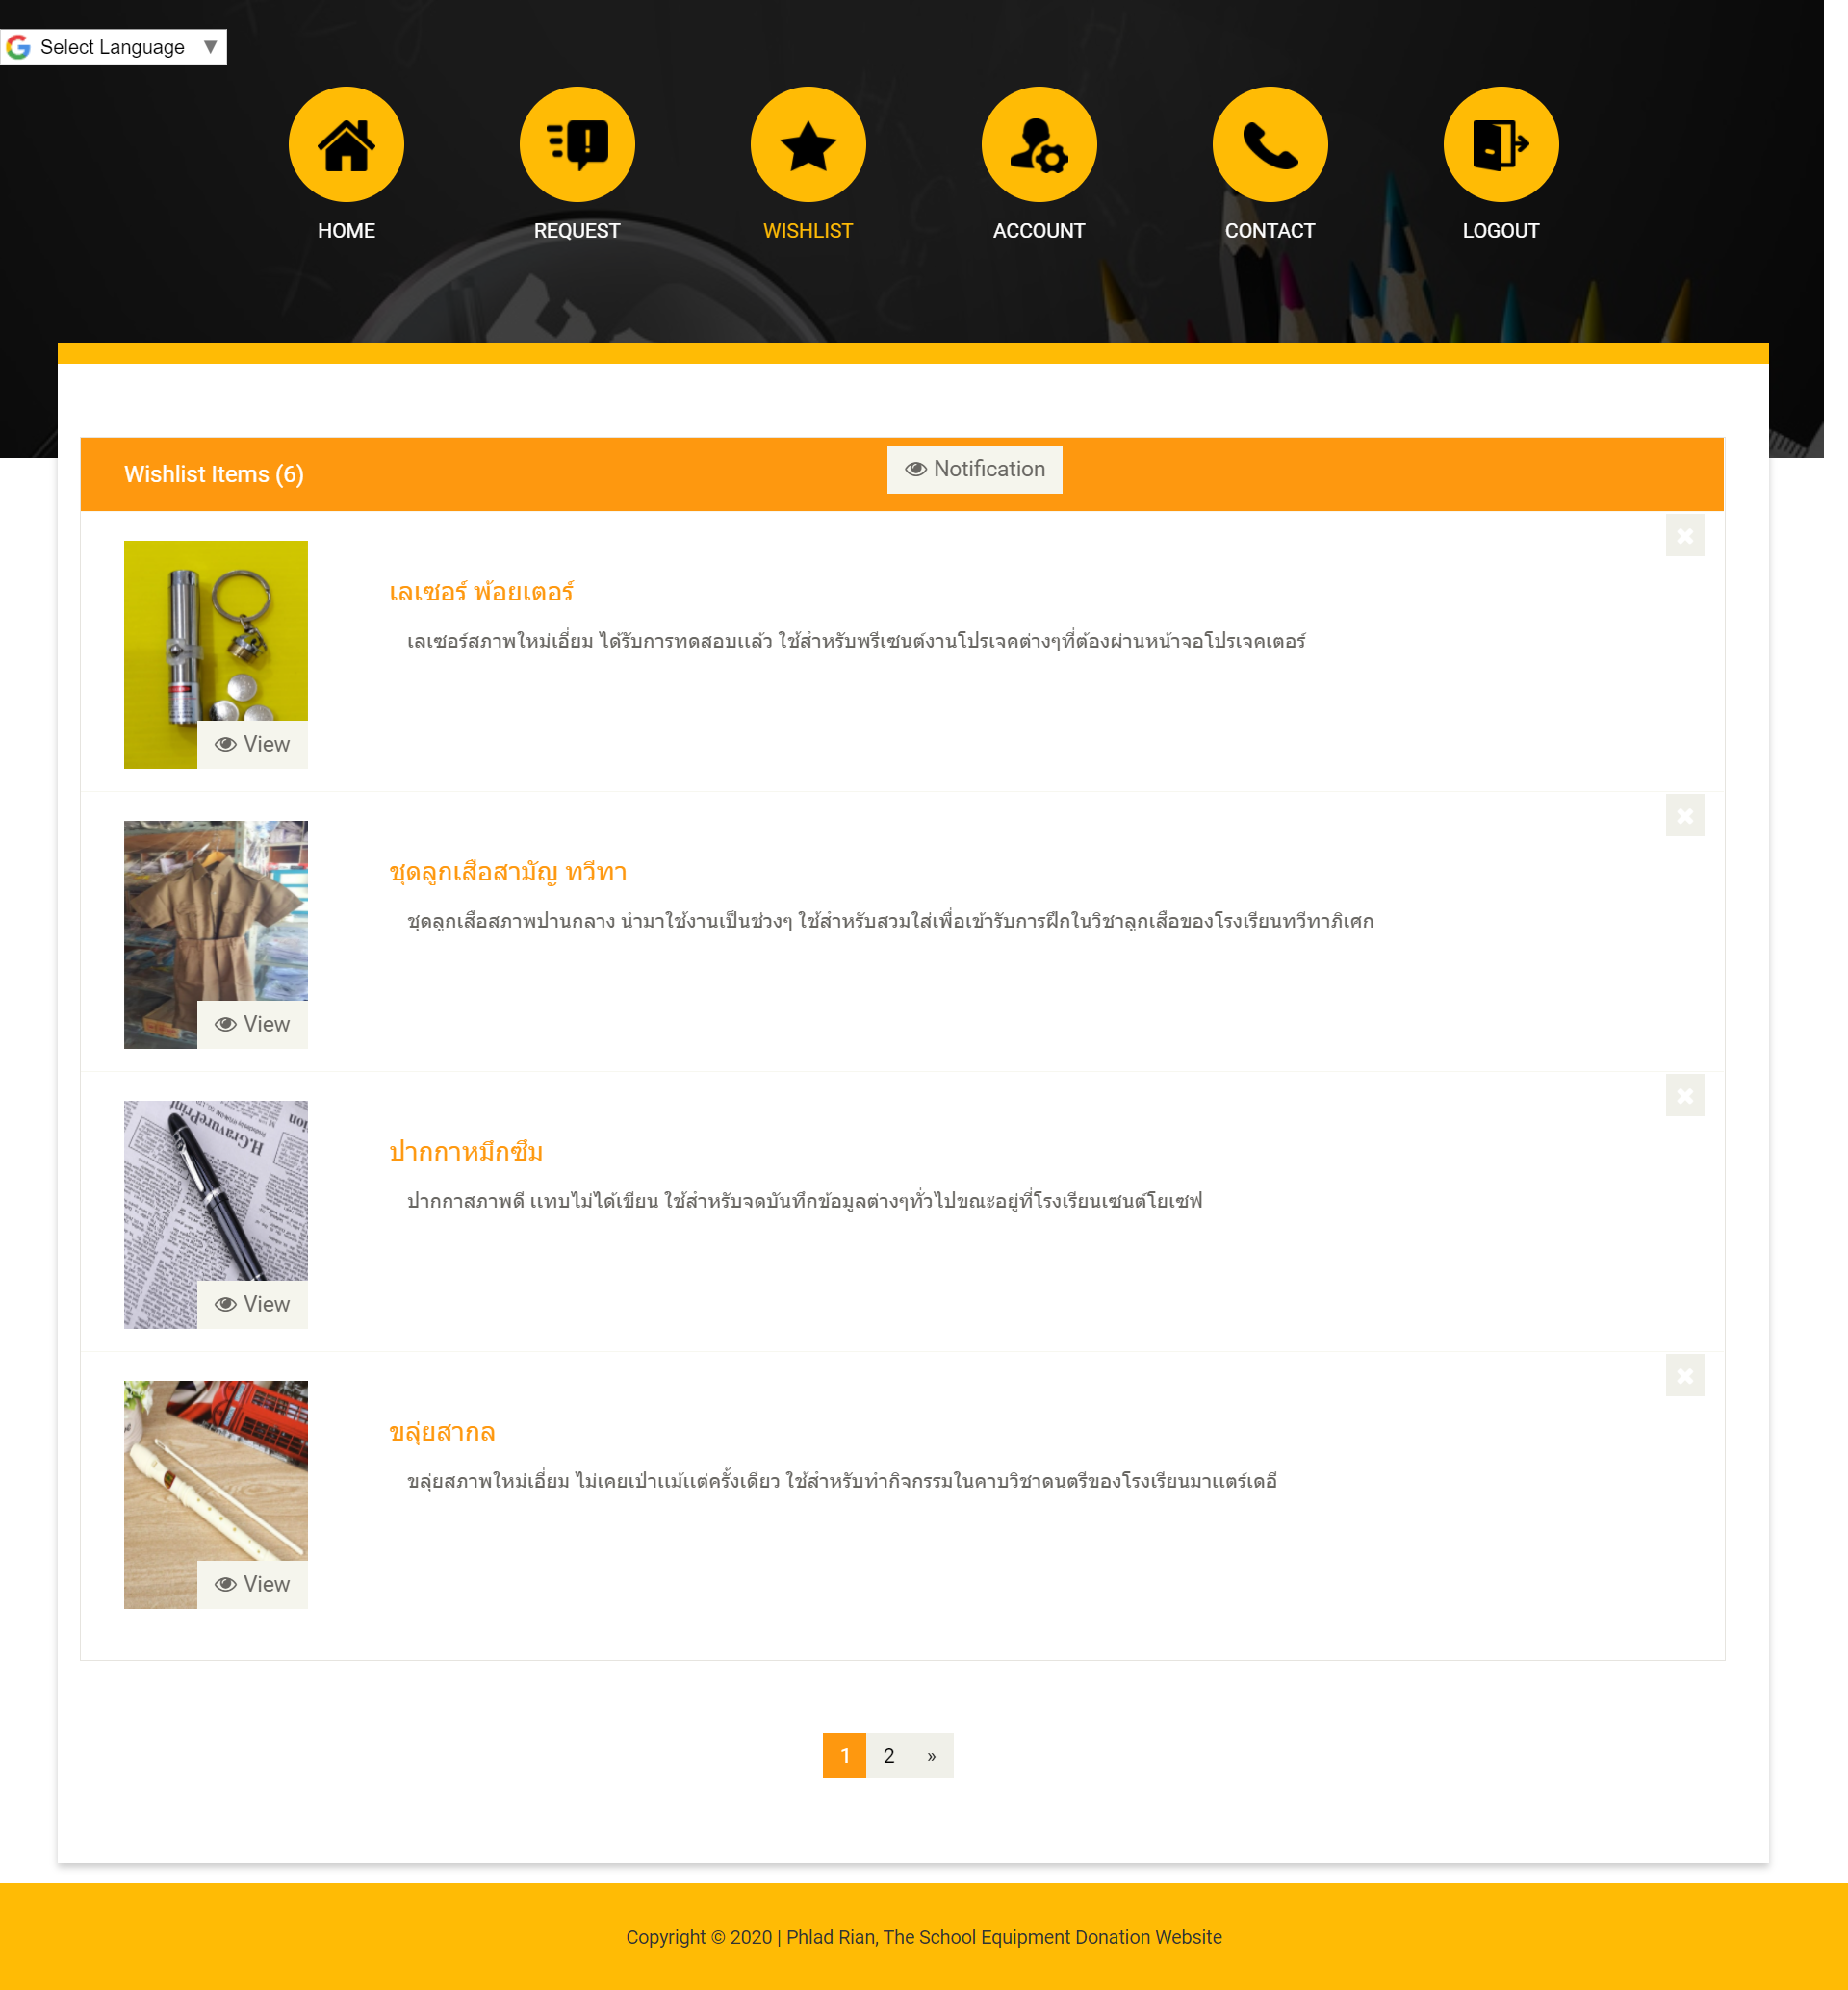 Select Language ▼
HOME
REQUEST
WISHLIST
ACCOUNT
CONTACT
LOGOUT
Wishlist Items (6)
Notification
เลเซอร์ พ้อยเตอร์
เลเซอร์สภาพใหม่เอี่ยม ได้รับการทดสอบแล้ว ใช้สำหรับพรีเซนต์งานโปรเจคต่างๆที่ต้องผ่านหน้าจอโปรเจคเตอร์
View
ชุดลูกเสือสามัญ ทวีทา
ชุดลูกเสือสภาพปานกลาง นำมาใช้งานเป็นช่วงๆ ใช้สำหรับสวมใส่เพื่อเข้ารับการฝึกในวิชาลูกเสือของโรงเรียนทวีทาภิเศก
View
H.GravurePrint
ปากกาหมึกซึม
ปากกาสภาพดี แทบไม่ได้เขียน ใช้สำหรับจดบันทึกข้อมูลต่างๆทั่วไปขณะอยู่ที่โรงเรียนเซนต์โยเซฟ
View
ขลุ่ยสากล
ขลุ่ยสภาพใหม่เอี่ยม ไม่เคยเป่าแม้แต่ครั้งเดียว ใช้สำหรับทำกิจกรรมในคาบวิชาดนตรีของโรงเรียนมาแตร์เดอี
View
1 2 »
Copyright © 2020 | Phlad Rian, The School Equipment Donation Website